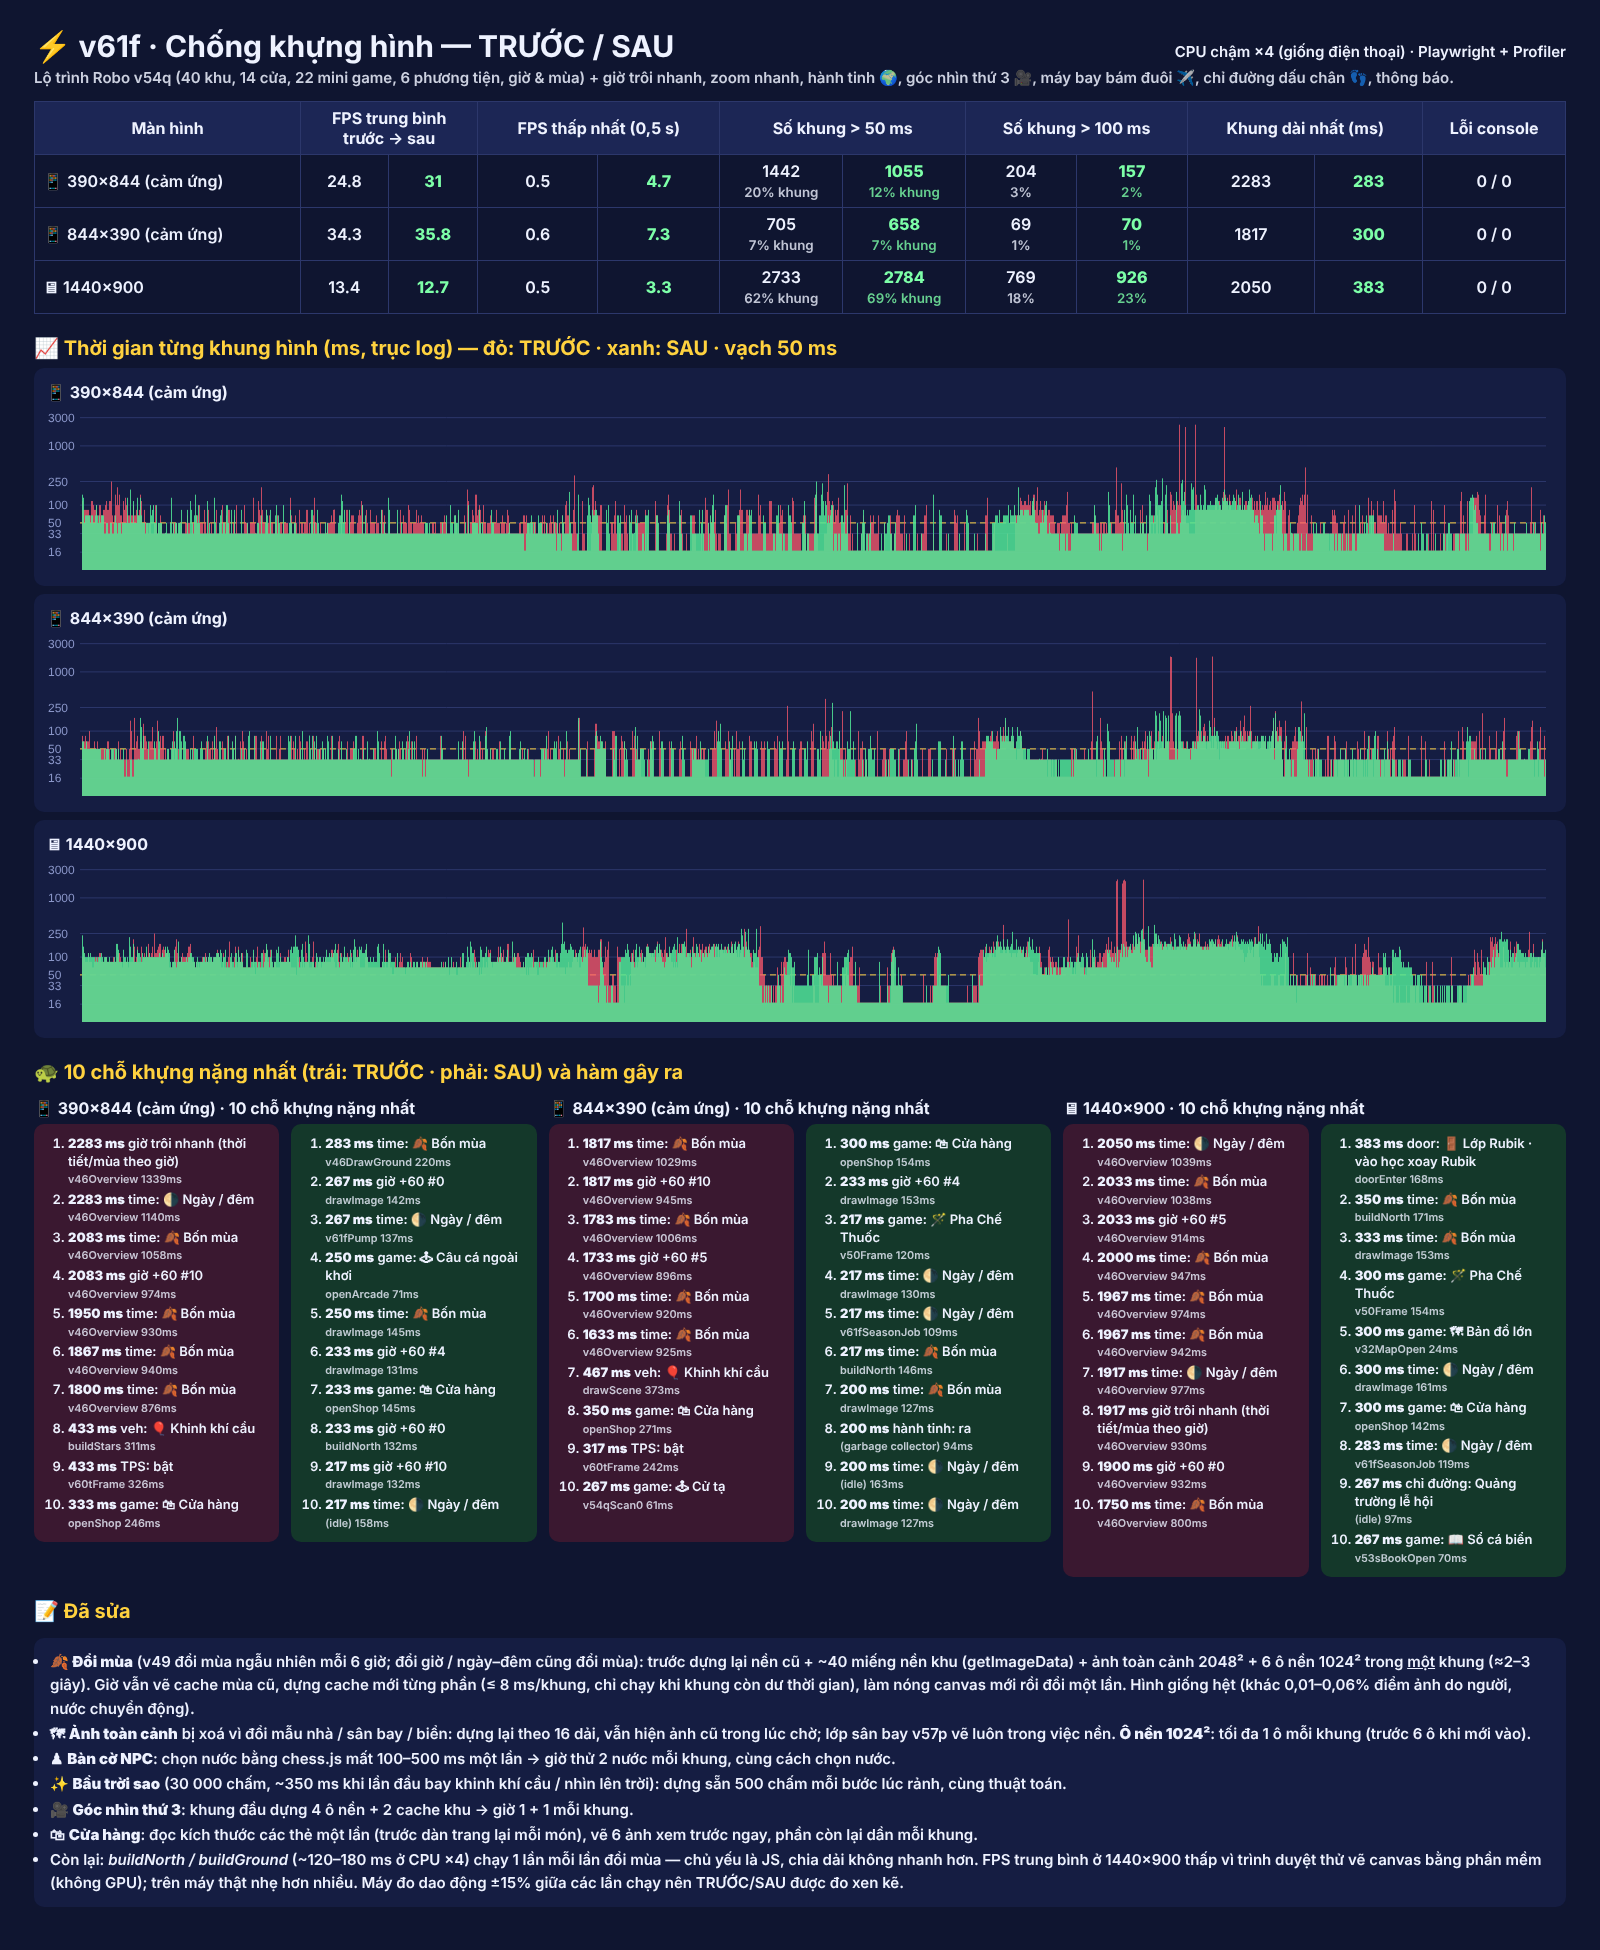 ⚡ v61f · Chống khựng hình — TRƯỚC / SAU
CPU chậm ×4 (giống điện thoại) · Playwright + Profiler
Lộ trình Robo v54q (40 khu, 14 cửa, 22 mini game, 6 phương tiện, giờ & mùa) + giờ trôi nhanh, zoom nhanh, hành tinh 🌍, góc nhìn thứ 3 🎥, máy bay bám đuôi ✈️, chỉ đường dấu chân 👣, thông báo.
Màn hình | FPS trung bình trước → sau | FPS thấp nhất (0,5 s) | Số khung > 50 ms | Số khung > 100 ms | Khung dài nhất (ms) | Lỗi console
📱 390×844 (cảm ứng) | 24.8 | 31 | 0.5 | 4.7 | 1442 20% khung | 1055 12% khung | 204 3% | 157 2% | 2283 | 283 | 0 / 0
📱 844×390 (cảm ứng) | 34.3 | 35.8 | 0.6 | 7.3 | 705 7% khung | 658 7% khung | 69 1% | 70 1% | 1817 | 300 | 0 / 0
🖥 1440×900 | 13.4 | 12.7 | 0.5 | 3.3 | 2733 62% khung | 2784 69% khung | 769 18% | 926 23% | 2050 | 383 | 0 / 0
📈 Thời gian từng khung hình (ms, trục log) — đỏ: TRƯỚC · xanh: SAU · vạch 50 ms
📱 390×844 (cảm ứng)
3000
1000
250
100
50
33
16
📱 844×390 (cảm ứng)
3000
1000
250
100
50
33
16
🖥 1440×900
3000
1000
250
100
50
33
16
🐢 10 chỗ khựng nặng nhất (trái: TRƯỚC · phải: SAU) và hàm gây ra
📱 390×844 (cảm ứng) · 10 chỗ khựng nặng nhất
1. 2283 ms giờ trôi nhanh (thời
tiết/mùa theo giờ)
v46Overview 1339ms
2. 2283 ms time: 🌗 Ngày / đêm
v46Overview 1140ms
3. 2083 ms time: 🍂 Bốn mùa
v46Overview 1058ms
4. 2083 ms giờ +60 #10
v46Overview 974ms
5. 1950 ms time: 🍂 Bốn mùa
v46Overview 930ms
6. 1867 ms time: 🍂 Bốn mùa
v46Overview 940ms
7. 1800 ms time: 🍂 Bốn mùa
v46Overview 876ms
8. 433 ms veh: 🎈 Khinh khí cầu
buildStars 311ms
9. 433 ms TPS: bật
v60tFrame 326ms
10. 333 ms game: 🛍 Cửa hàng
openShop 246ms
1. 283 ms time: 🍂 Bốn mùa
v46DrawGround 220ms
2. 267 ms giờ +60 #0
drawImage 142ms
3. 267 ms time: 🌗 Ngày / đêm
v61fPump 137ms
4. 250 ms game: 🕹 Câu cá ngoài
khơi
openArcade 71ms
5. 250 ms time: 🍂 Bốn mùa
drawImage 145ms
6. 233 ms giờ +60 #4
drawImage 131ms
7. 233 ms game: 🛍 Cửa hàng
openShop 145ms
8. 233 ms giờ +60 #0
buildNorth 132ms
9. 217 ms giờ +60 #10
drawImage 132ms
10. 217 ms time: 🌗 Ngày / đêm
(idle) 158ms
📱 844×390 (cảm ứng) · 10 chỗ khựng nặng nhất
1. 1817 ms time: 🍂 Bốn mùa
v46Overview 1029ms
2. 1817 ms giờ +60 #10
v46Overview 945ms
3. 1783 ms time: 🍂 Bốn mùa
v46Overview 1006ms
4. 1733 ms giờ +60 #5
v46Overview 896ms
5. 1700 ms time: 🍂 Bốn mùa
v46Overview 920ms
6. 1633 ms time: 🍂 Bốn mùa
v46Overview 925ms
7. 467 ms veh: 🎈 Khinh khí cầu
drawScene 373ms
8. 350 ms game: 🛍 Cửa hàng
openShop 271ms
9. 317 ms TPS: bật
v60tFrame 242ms
10. 267 ms game: 🕹 Cử tạ
v54qScan0 61ms
1. 300 ms game: 🛍 Cửa hàng
openShop 154ms
2. 233 ms giờ +60 #4
drawImage 153ms
3. 217 ms game: 🪄 Pha Chế
Thuốc
v50Frame 120ms
4. 217 ms time: 🌗 Ngày / đêm
drawImage 130ms
5. 217 ms time: 🌗 Ngày / đêm
v61fSeasonJob 109ms
6. 217 ms time: 🍂 Bốn mùa
buildNorth 146ms
7. 200 ms time: 🍂 Bốn mùa
drawImage 127ms
8. 200 ms hành tinh: ra
(garbage collector) 94ms
9. 200 ms time: 🌗 Ngày / đêm
(idle) 163ms
10. 200 ms time: 🌗 Ngày / đêm
drawImage 127ms
🖥 1440×900 · 10 chỗ khựng nặng nhất
1. 2050 ms time: 🌗 Ngày / đêm
v46Overview 1039ms
2. 2033 ms time: 🍂 Bốn mùa
v46Overview 1038ms
3. 2033 ms giờ +60 #5
v46Overview 914ms
4. 2000 ms time: 🍂 Bốn mùa
v46Overview 947ms
5. 1967 ms time: 🍂 Bốn mùa
v46Overview 974ms
6. 1967 ms time: 🍂 Bốn mùa
v46Overview 942ms
7. 1917 ms time: 🌗 Ngày / đêm
v46Overview 977ms
8. 1917 ms giờ trôi nhanh (thời
tiết/mùa theo giờ)
v46Overview 930ms
9. 1900 ms giờ +60 #0
v46Overview 932ms
10. 1750 ms time: 🍂 Bốn mùa
v46Overview 800ms
1. 383 ms door: 🚪 Lớp Rubik ·
vào học xoay Rubik
doorEnter 168ms
2. 350 ms time: 🍂 Bốn mùa
buildNorth 171ms
3. 333 ms time: 🍂 Bốn mùa
drawImage 153ms
4. 300 ms game: 🪄 Pha Chế
Thuốc
v50Frame 154ms
5. 300 ms game: 🗺 Bản đồ lớn
v32MapOpen 24ms
6. 300 ms time: 🌗 Ngày / đêm
drawImage 161ms
7. 300 ms game: 🛍 Cửa hàng
openShop 142ms
8. 283 ms time: 🌗 Ngày / đêm
v61fSeasonJob 119ms
9. 267 ms chỉ đường: Quảng
trường lễ hội
(idle) 97ms
10. 267 ms game: 📖 Sổ cá biển
v53sBookOpen 70ms
📝 Đã sửa
• 🍂 Đổi mùa (v49 đổi mùa ngẫu nhiên mỗi 6 giờ; đổi giờ / ngày–đêm cũng đổi mùa): trước dựng lại nền cũ + ~40 miếng nền khu (getImageData) + ảnh toàn cảnh 2048² + 6 ô nền 1024² trong một khung (≈2–3
giây). Giờ vẫn vẽ cache mùa cũ, dựng cache mới từng phần (≤ 8 ms/khung, chỉ chạy khi khung còn dư thời gian), làm nóng canvas mới rồi đổi một lần. Hình giống hệt (khác 0,01–0,06% điểm ảnh do người,
nước chuyển động).
• 🗺 Ảnh toàn cảnh bị xoá vì đổi mẫu nhà / sân bay / biển: dựng lại theo 16 dải, vẫn hiện ảnh cũ trong lúc chờ; lớp sân bay v57p vẽ luôn trong việc nền. Ô nền 1024²: tối đa 1 ô mỗi khung (trước 6 ô khi mới vào).
• ♟ Bàn cờ NPC: chọn nước bằng chess.js mất 100–500 ms một lần → giờ thử 2 nước mỗi khung, cùng cách chọn nước.
• ✨ Bầu trời sao (30 000 chấm, ~350 ms khi lần đầu bay khinh khí cầu / nhìn lên trời): dựng sẵn 500 chấm mỗi bước lúc rảnh, cùng thuật toán.
• 🎥 Góc nhìn thứ 3: khung đầu dựng 4 ô nền + 2 cache khu → giờ 1 + 1 mỗi khung.
• 🛍 Cửa hàng: đọc kích thước các thẻ một lần (trước dàn trang lại mỗi món), vẽ 6 ảnh xem trước ngay, phần còn lại dần mỗi khung.
• Còn lại: buildNorth / buildGround (~120–180 ms ở CPU ×4) chạy 1 lần mỗi lần đổi mùa — chủ yếu là JS, chia dải không nhanh hơn. FPS trung bình ở 1440×900 thấp vì trình duyệt thử vẽ canvas bằng phần mềm
(không GPU); trên máy thật nhẹ hơn nhiều. Máy đo dao động ±15% giữa các lần chạy nên TRƯỚC/SAU được đo xen kẽ.